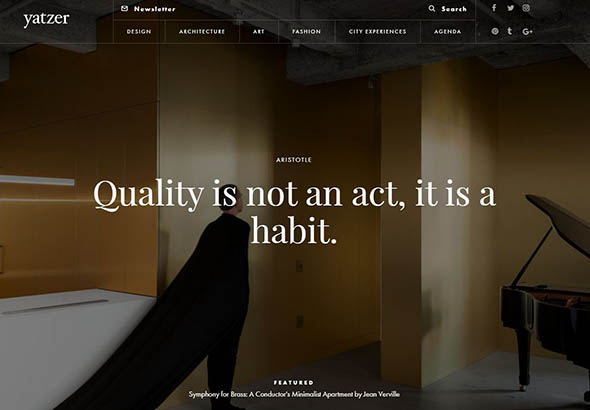 yatzer
Newsletter
Search
DESIGN
ARCHITECTURE
ART
FASHION
CITY EXPERIENCES
AGENDA
ARISTOTLE
Quality is not an act, it is a
habit.
FEATURED
Symphony for Brass: A Conductor's Minimalist Apartment by Jean Verville